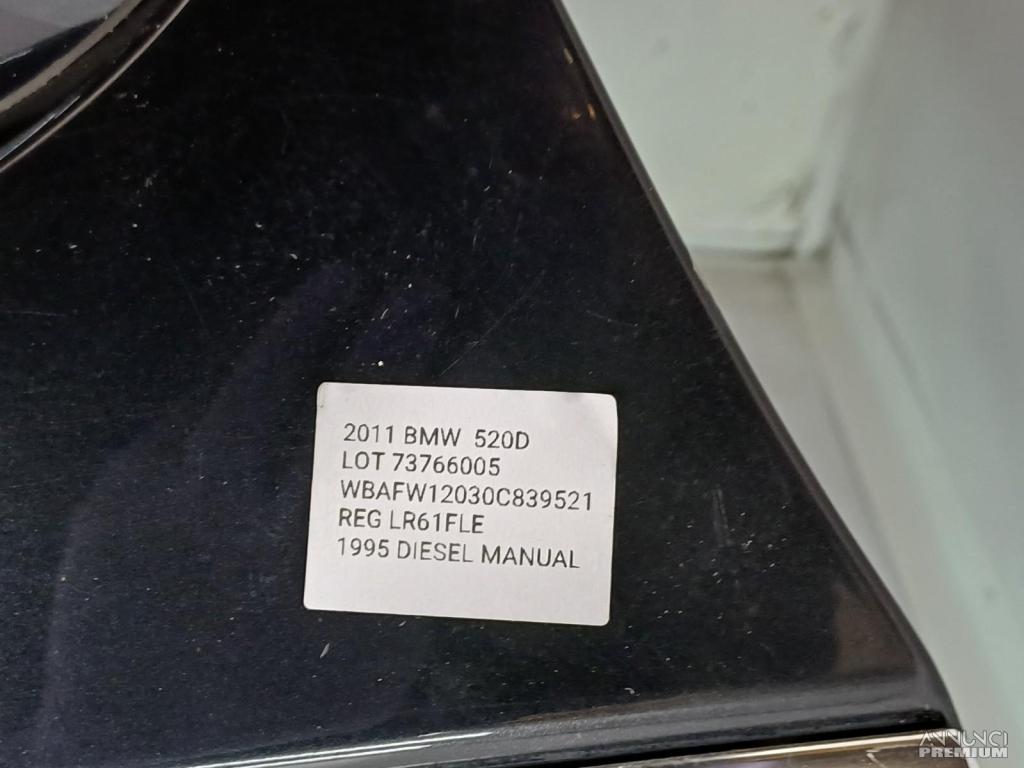 2011 BMW 520D
LOT 73766005
WBAFW12030C839521
REG LR61FLE
1995 DIESEL MANUAL
ANNUNCI
PREMIUM